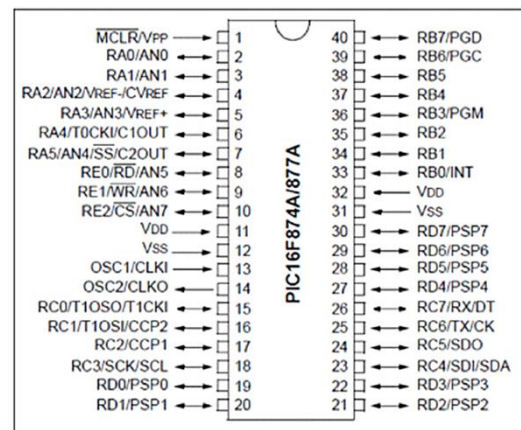 MCLR/VPP 1 40 RB7/PGD
RA0/AN0 2 39 RB6/PGC
RA1/AN1 3 38 RB5
RA2/AN2/VREF-/CVREF 4 37 RB4
RA3/AN3/VREF+ 5 36 RB3/PGM
RA4/T0CKI/C1OUT 6 35 RB2
RA5/AN4/SS/C2OUT 7 34 RB1
RE0/RD/AN5 8 33 RB0/INT
RE1/WR/AN6 9 32 VDD
RE2/CS/AN7 10 31 VSS
VDD 11 30 RD7/PSP7
VSS 12 29 RD6/PSP6
OSC1/CLKI 13 28 RD5/PSP5
OSC2/CLKO 14 27 RD4/PSP4
RC0/T1OSO/T1CKI 15 26 RC7/RX/DT
RC1/T1OSI/CCP2 16 25 RC6/TX/CK
RC2/CCP1 17 24 RC5/SDO
RC3/SCK/SCL 18 23 RC4/SDI/SDA
RD0/PSP0 19 22 RD3/PSP3
RD1/PSP1 20 21 RD2/PSP2
PIC16F874A/877A